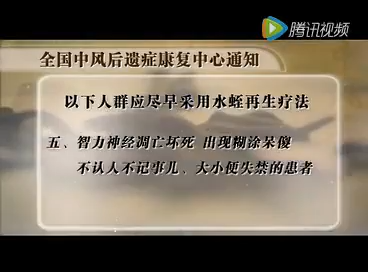 腾讯视频
全国中风后遗症康复中心通知
以下人群应尽早采用水蛭再生疗法
五、智力神经凋亡坏死 出现糊涂呆傻
不认人不记事儿、大小便失禁的患者